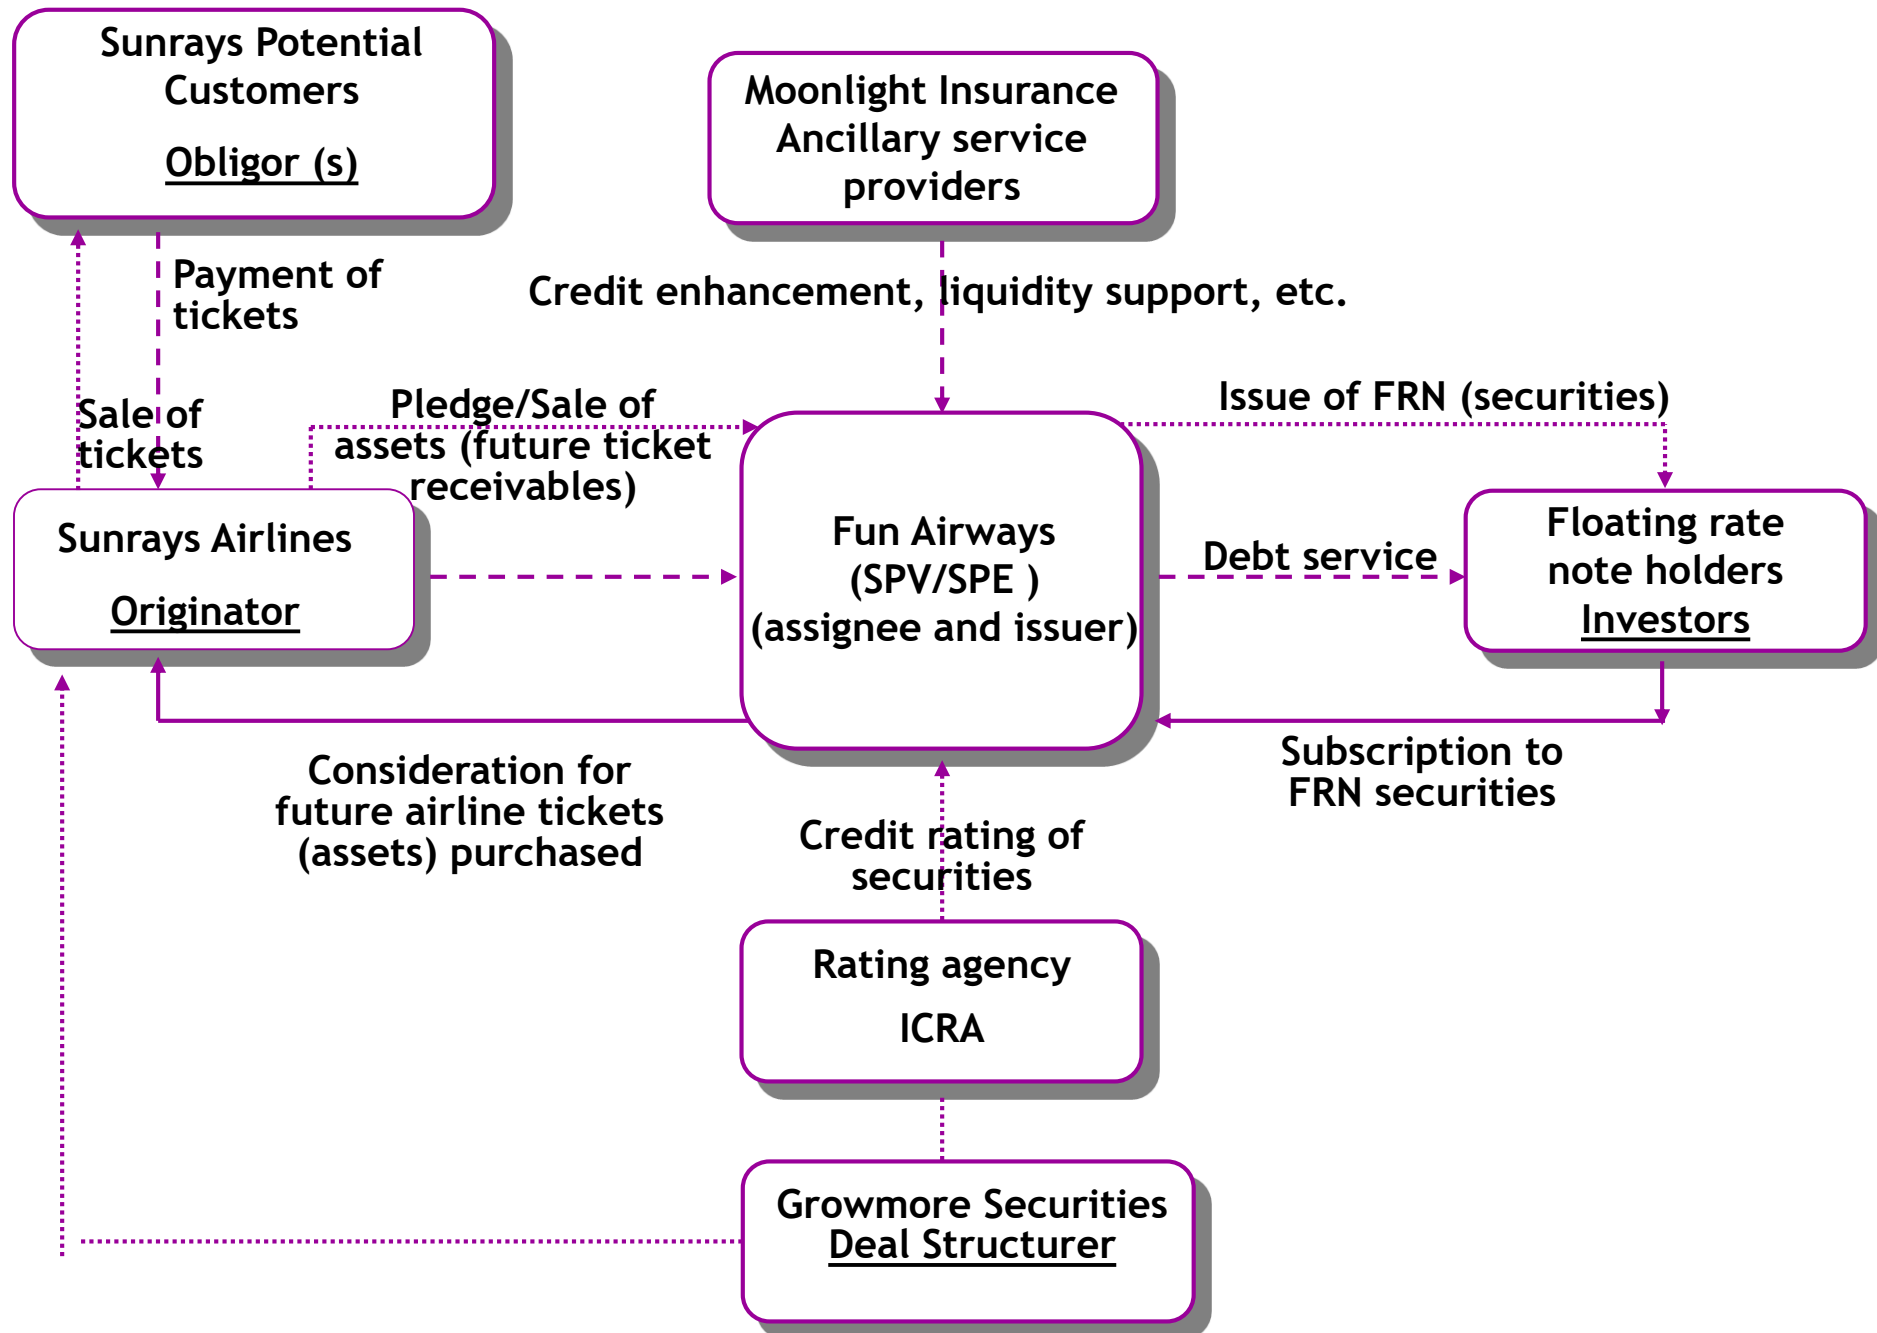 Sunrays Potential
Customers
Obligor (s)
Moonlight Insurance
Ancillary service
providers
Payment of
tickets
Credit enhancement, liquidity support, etc.
Sale of
tickets
Pledge/Sale of
assets (future ticket
receivables)
Issue of FRN (securities)
Sunrays Airlines
Originator
Fun Airways
(SPV/SPE )
(assignee and issuer)
Debt service
Floating rate
note holders
Investors
Consideration for
future airline tickets
(assets) purchased
Subscription to
FRN securities
Credit rating of
securities
Rating agency
ICRA
Growmore Securities
Deal Structurer